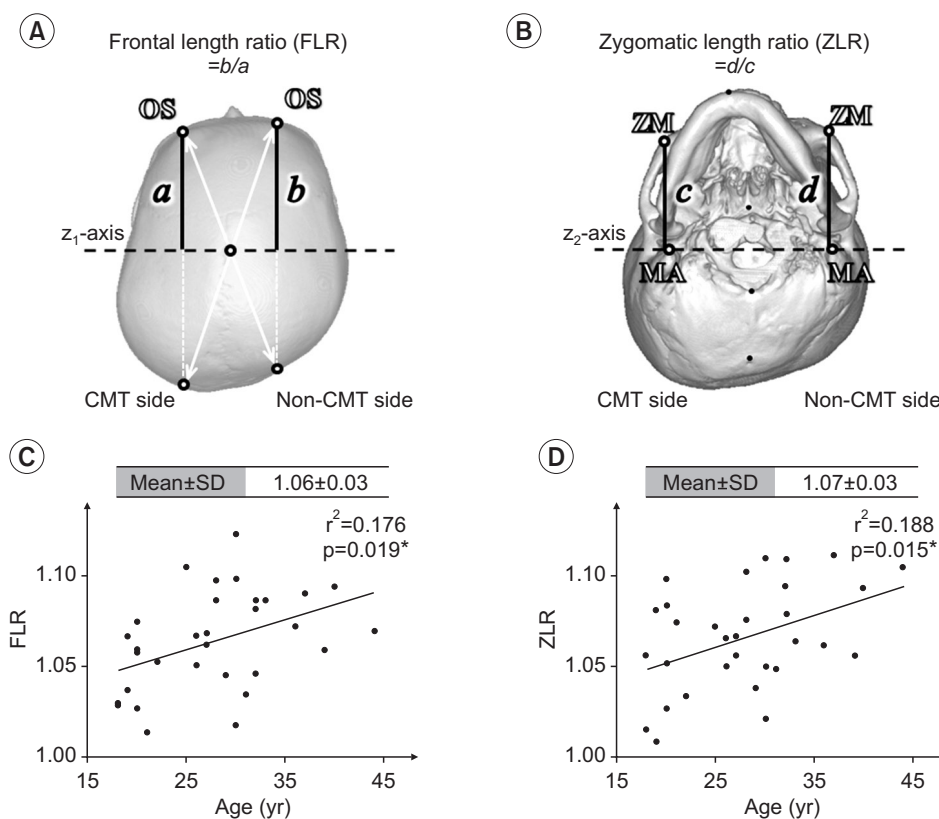 A
Frontal length ratio (FLR)
=b/a
OS
OS
a
b
z₁-axis
CMT side
Non-CMT side
B
Zygomatic length ratio (ZLR)
=d/c
ZM
ZM
c
d
z₂-axis
MA
MA
CMT side
Non-CMT side
C
Mean±SD 1.06±0.03
r²=0.176
p=0.019*
1.10
1.05
1.00
FLR
15 25 35 45
Age (yr)
D
Mean±SD 1.07±0.03
r²=0.188
p=0.015*
1.10
1.05
1.00
ZLR
15 25 35 45
Age (yr)